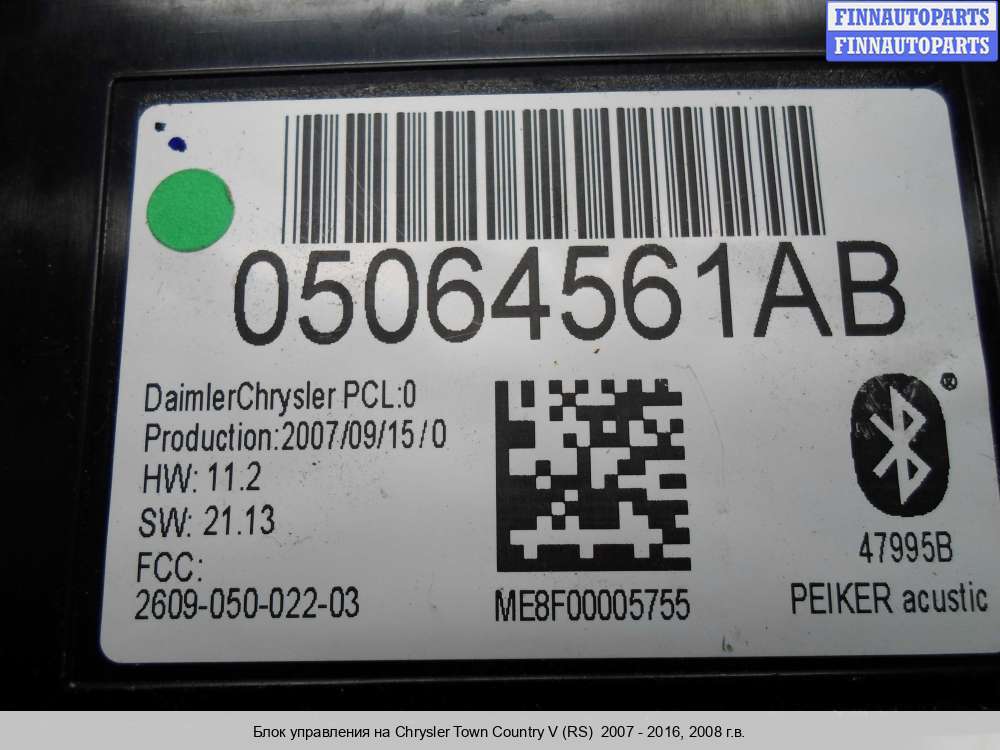 FINNAUTOPARTS
FINNAUTOPARTS
05064561AB
DaimlerChrysler PCL:0
Production:2007/09/15/0
HW: 11.2
SW: 21.13
FCC:
2609-050-022-03
ME8F00005755
®
47995B
PEIKER acustic
Блок управления на Chrysler Town Country V (RS) 2007 - 2016, 2008 г.в.